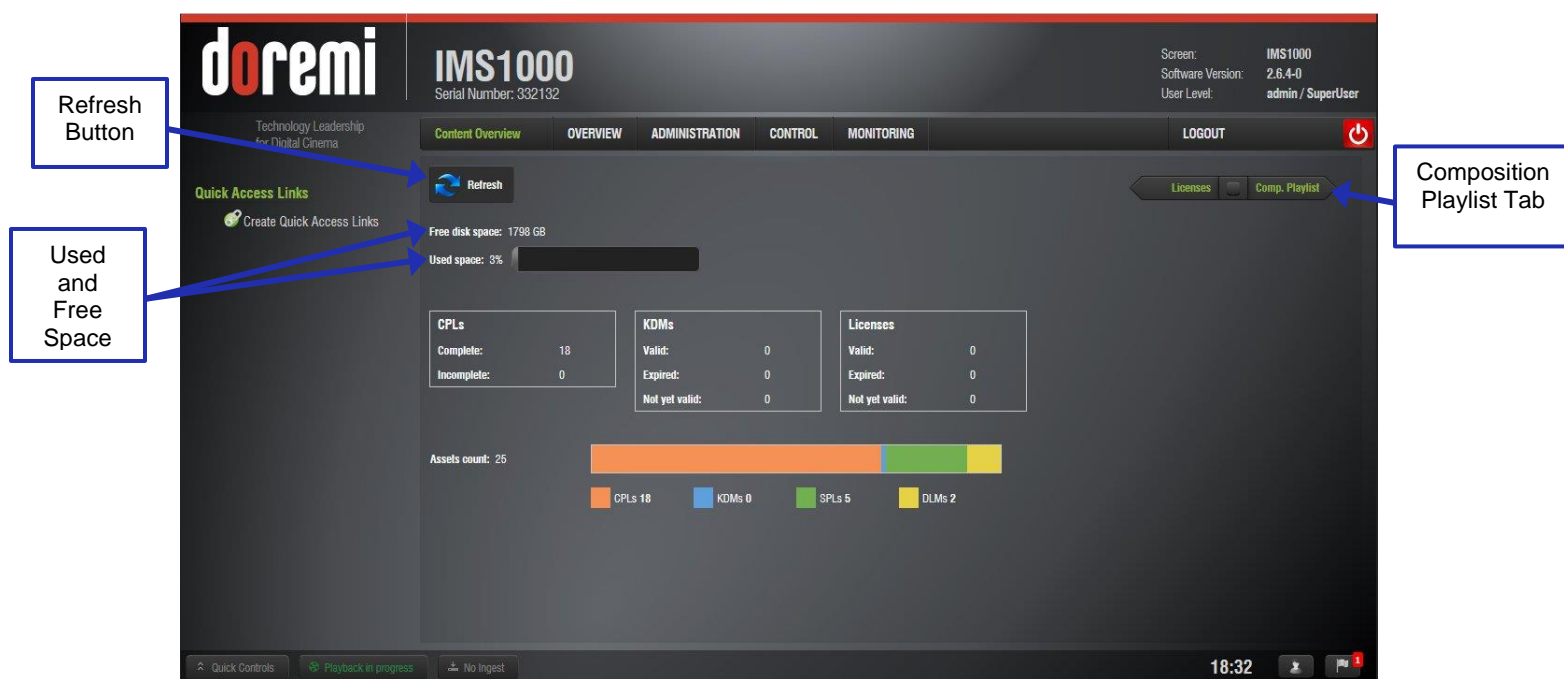 doremi
Technology Leadership
for Digital Cinema
IMS1000
Serial Number: 332132
Screen: IMS1000
Software Version: 2.6.4-0
User Level: admin / SuperUser
Refresh
Button
Content Overview OVERVIEW ADMINISTRATION CONTROL MONITORING LOGOUT
Quick Access Links
Create Quick Access Links
Refresh
Licenses Comp. Playlist
Composition
Playlist Tab
Used
and
Free
Space
Free disk space: 1798 GB
Used space: 3%
CPLs
Complete: 18
Incomplete: 0
KDMs
Valid: 0
Expired: 0
Not yet valid: 0
Licenses
Valid: 0
Expired: 0
Not yet valid: 0
Assets count: 25
CPLs 18 KDMs 0 SPLs 5 DLMs 2
Quick Controls Playback in progress No Ingest 18:32 1